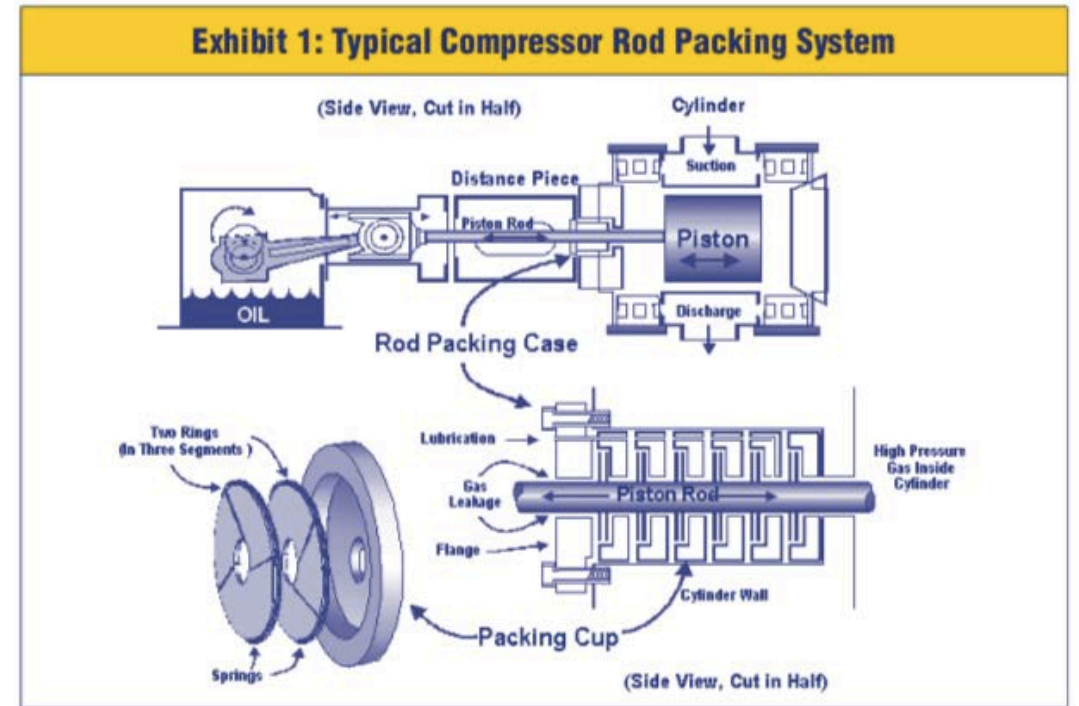 Exhibit 1: Typical Compressor Rod Packing System
(Side View, Cut in Half)
Cylinder
Suction
Distance Piece
Piston Rod
Piston
OIL
Discharge
Rod Packing Case
Two Rings
(In Three Segments )
Lubrication
Gas
Leakage
Piston Rod
High Pressure
Gas Inside
Cylinder
Flange
Cylinder Wall
Packing Cup
Springs
(Side View, Cut in Half)